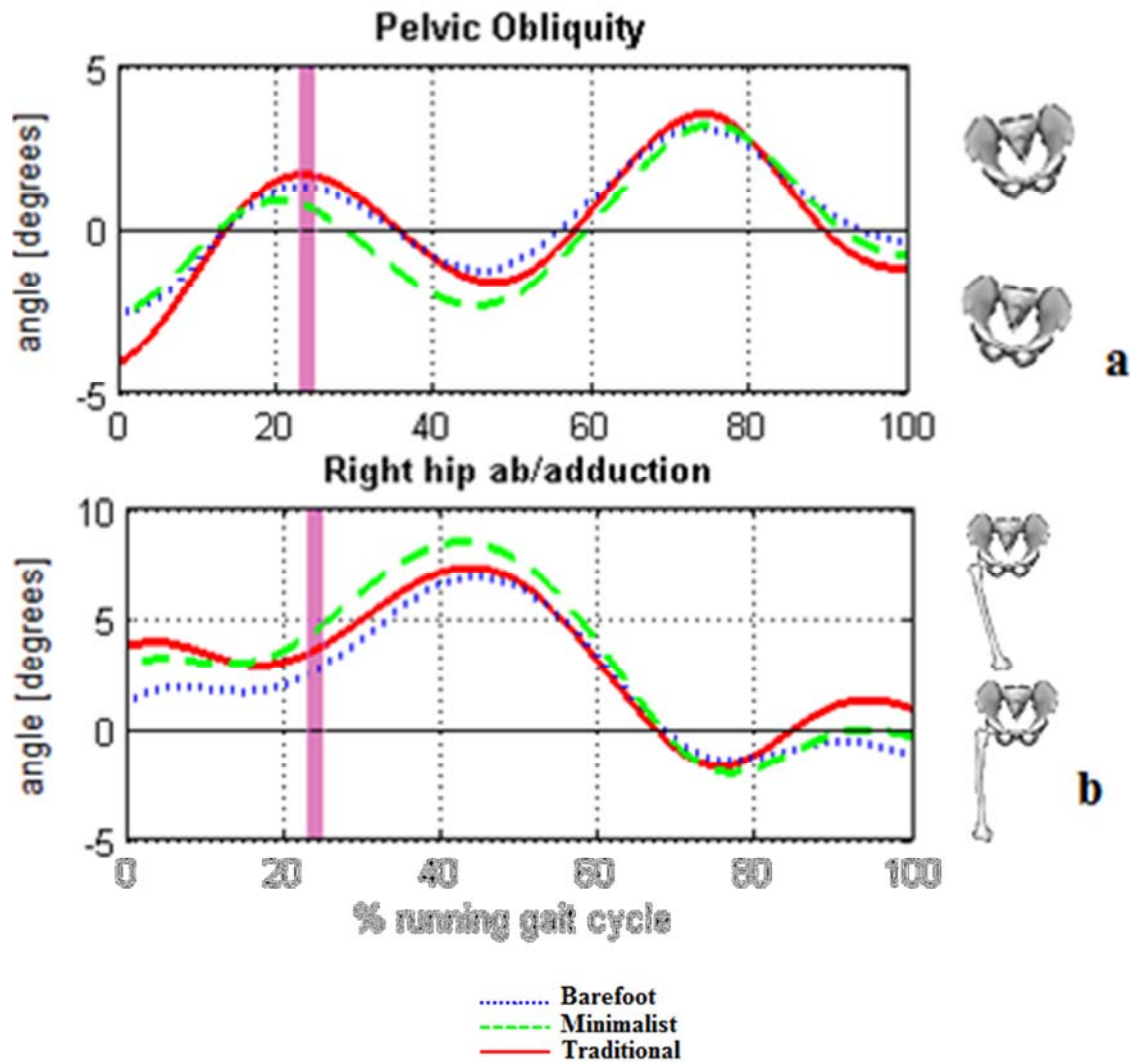 Pelvic Obliquity
5
0
-5
angle [degrees]
0 20 40 60 80 100
a
Right hip ab/adduction
10
5
0
-5
angle [degrees]
0 20 40 60 80 100
% running gait cycle
b
Barefoot
Minimalist
Traditional